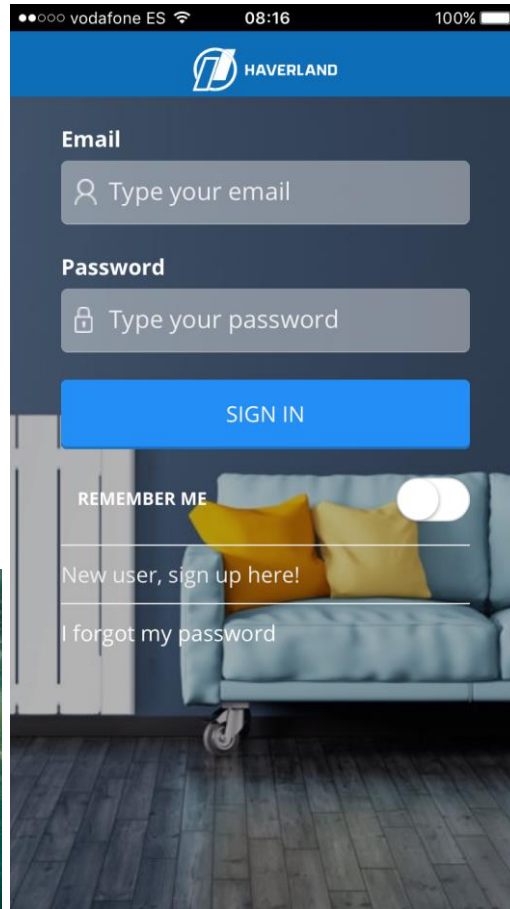 vodafone ES 08:16 100%
HAVERLAND
Email
Type your email
Password
Type your password
SIGN IN
REMEMBER ME
New user, sign up here!
I forgot my password